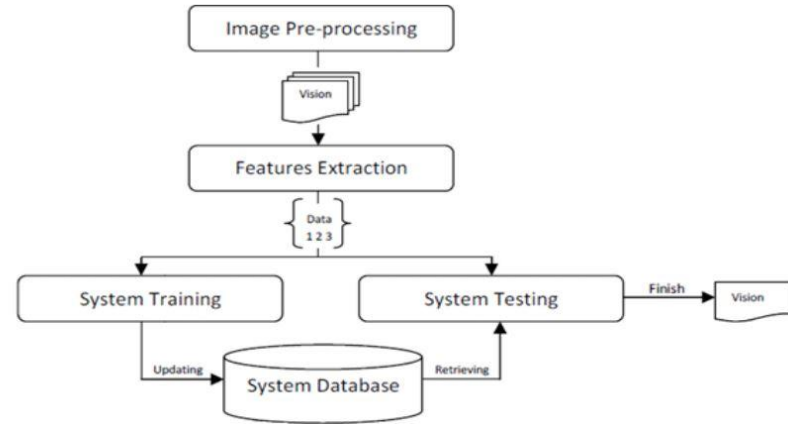 Image Pre-processing
Vision
Features Extraction
Data
1 2 3
System Training
System Testing
Finish
Vision
Updating
System Database
Retrieving